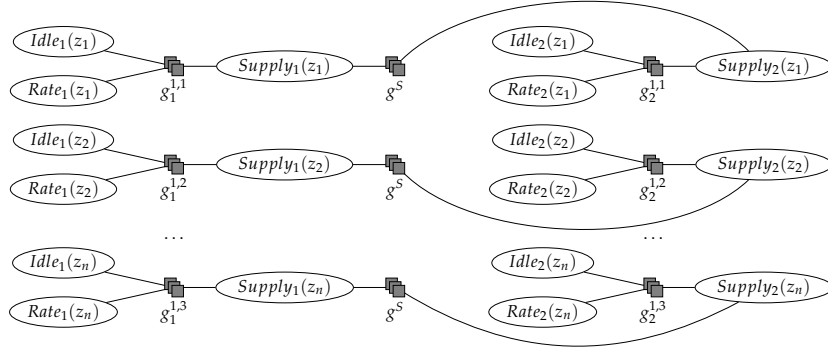 Idle₁(z₁) Idle₂(z₁)
Supply₁(z₁) Supply₂(z₁)
Rate₁(z₁) g₁^{1,1} g^S Rate₂(z₁) g₂^{1,1}
Idle₁(z₂) Idle₂(z₂)
Supply₁(z₂) Supply₂(z₂)
Rate₁(z₂) g₁^{1,2} g^S Rate₂(z₂) g₂^{1,2}
... ...
Idle₁(zₙ) Idle₂(zₙ)
Supply₁(zₙ) Supply₂(zₙ)
Rate₁(zₙ) g₁^{1,3} g^S Rate₂(zₙ) g₂^{1,3}